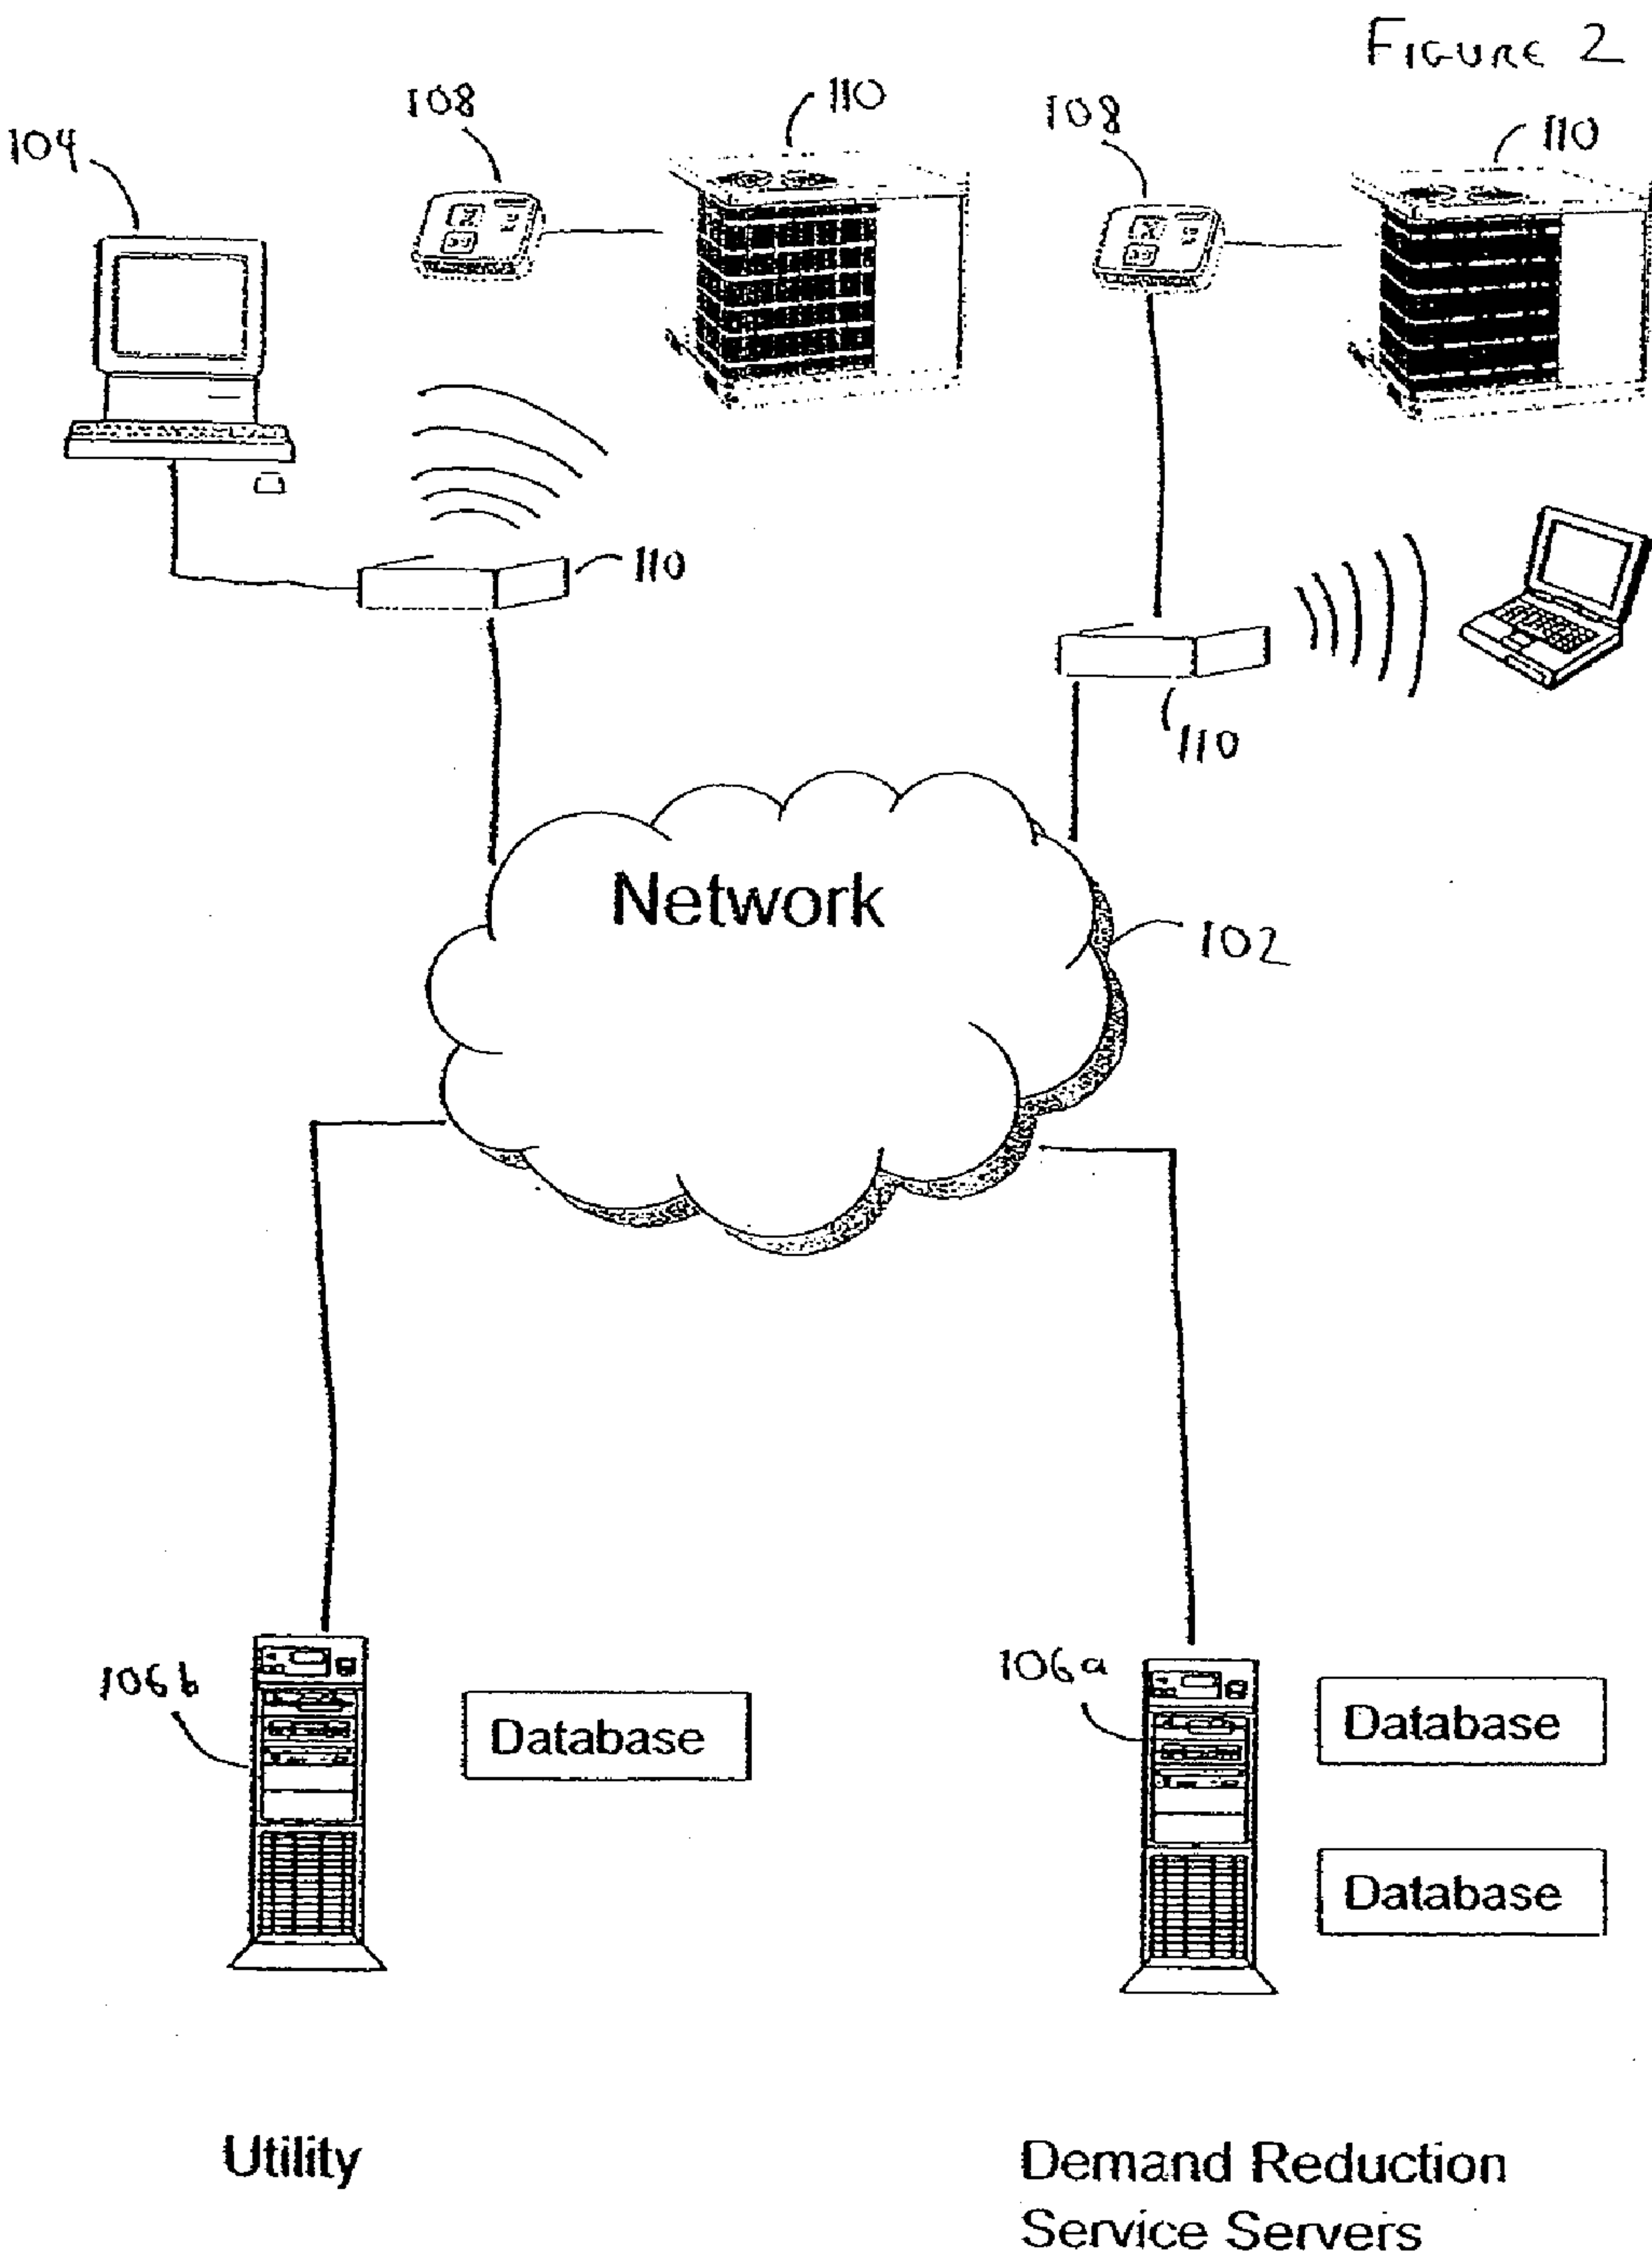 FIGURE 2
108
110
108
110
104
110
110
Network
102
106b
Database
106a
Database
Database
Utility
Demand Reduction
Service Servers